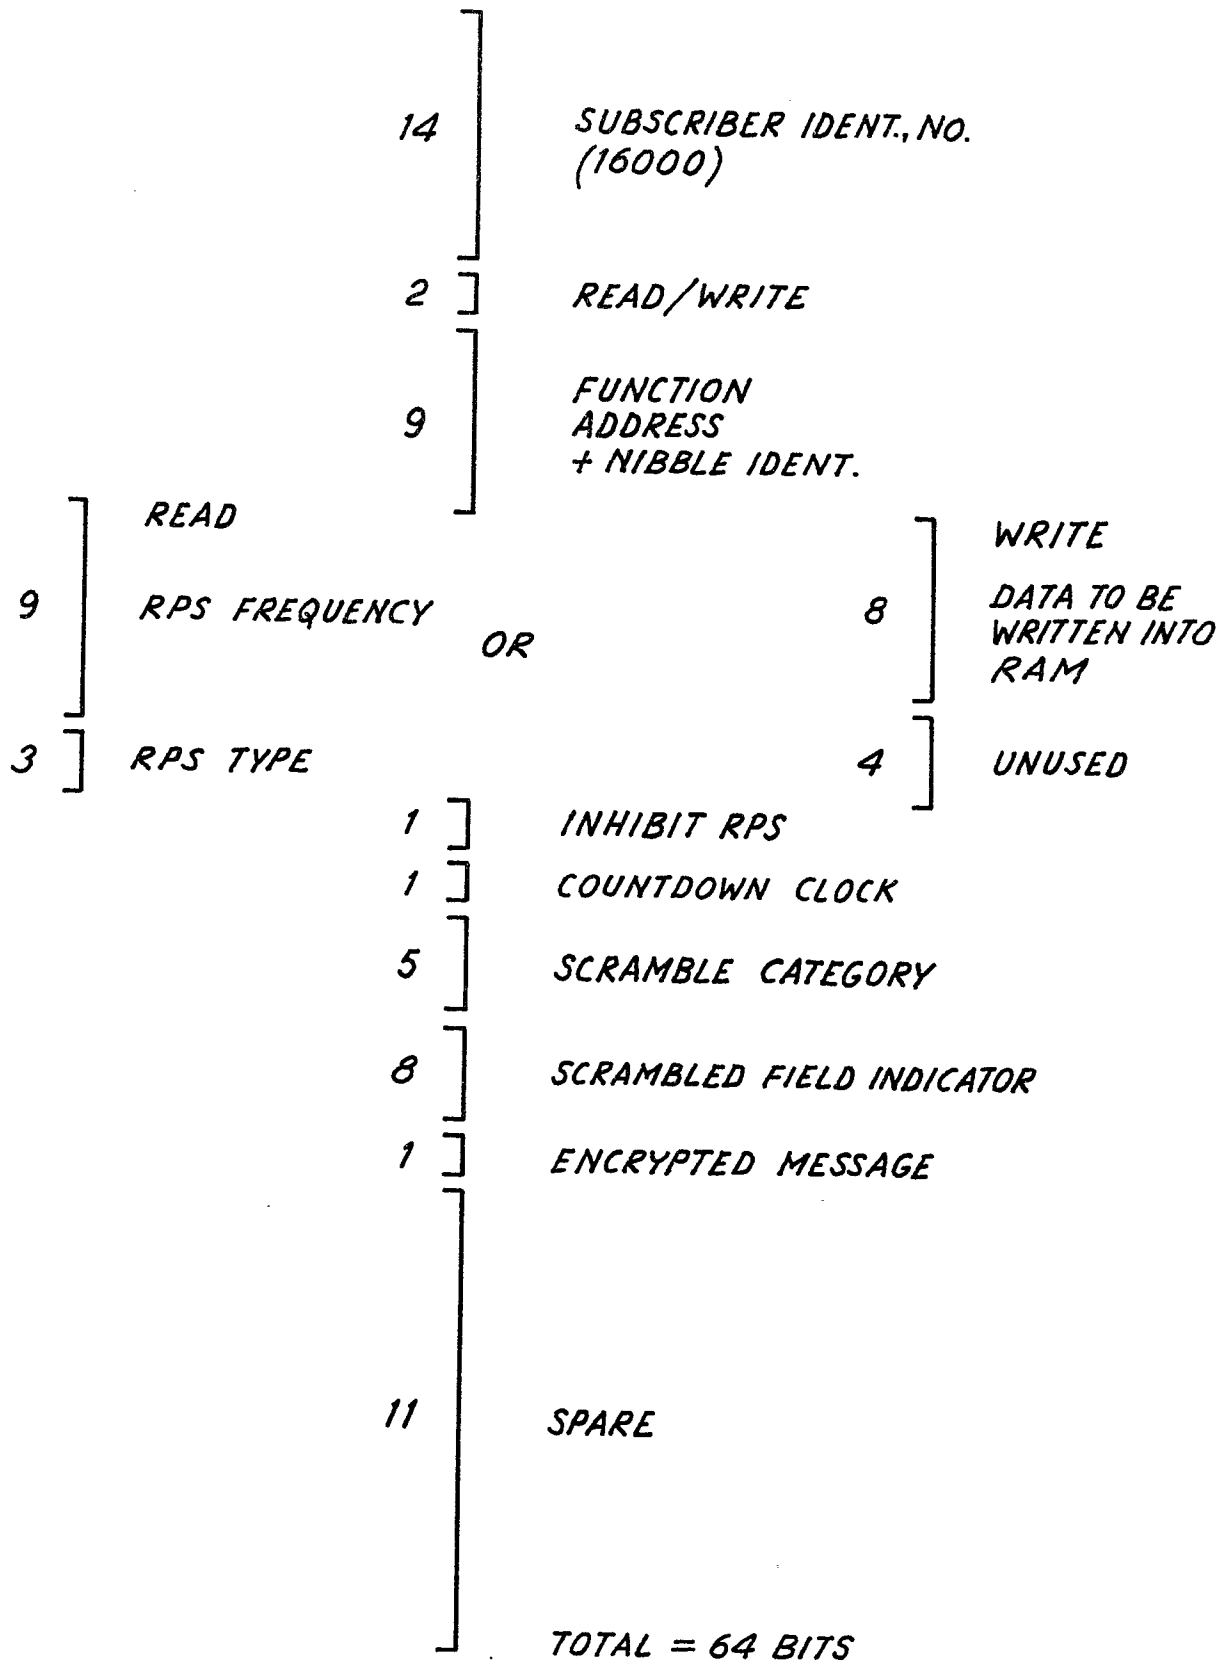 14 SUBSCRIBER IDENT., NO.
(16000)
2 READ/WRITE
FUNCTION
9 ADDRESS
+ NIBBLE IDENT.
READ
WRITE
9 RPS FREQUENCY
OR
8 DATA TO BE
WRITTEN INTO
RAM
3 RPS TYPE
4 UNUSED
1 INHIBIT RPS
1 COUNTDOWN CLOCK
5 SCRAMBLE CATEGORY
8 SCRAMBLED FIELD INDICATOR
1 ENCRYPTED MESSAGE
11 SPARE
TOTAL = 64 BITS